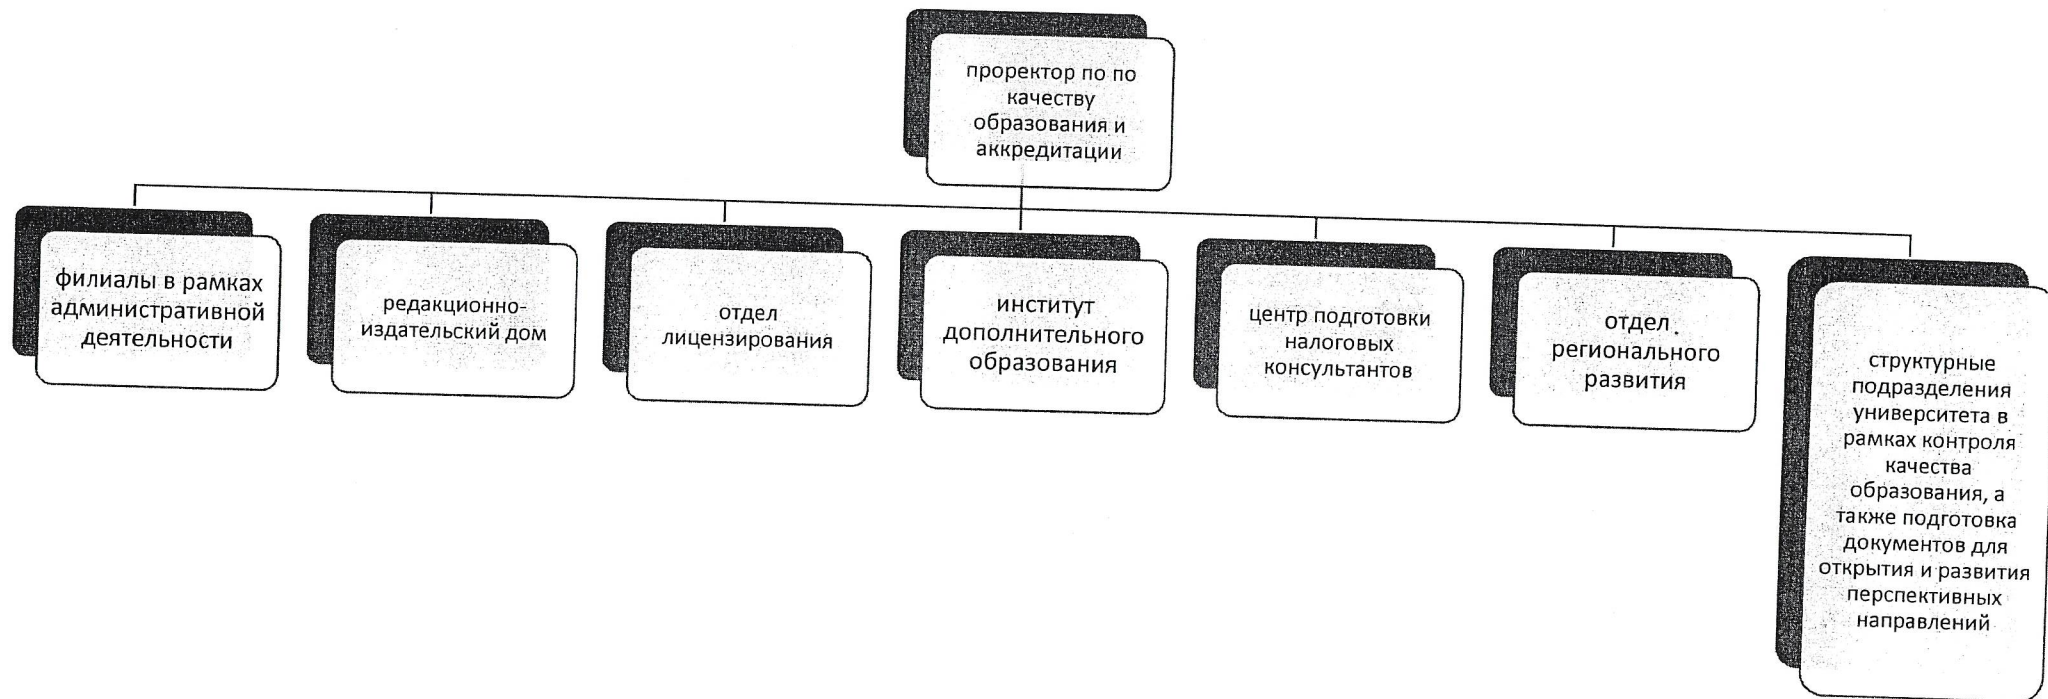 проректор по по
качеству
образования и
аккредитации
филиалы в рамках
административной
деятельности
редакционно-
издательский дом
отдел
лицензирования
институт
дополнительного
образования
центр подготовки
налоговых
консультантов
отдел
регионального
развития
структурные
подразделения
университета в
рамках контроля
качества
образования, а
также подготовка
документов для
открытия и развития
перспективных
направлений